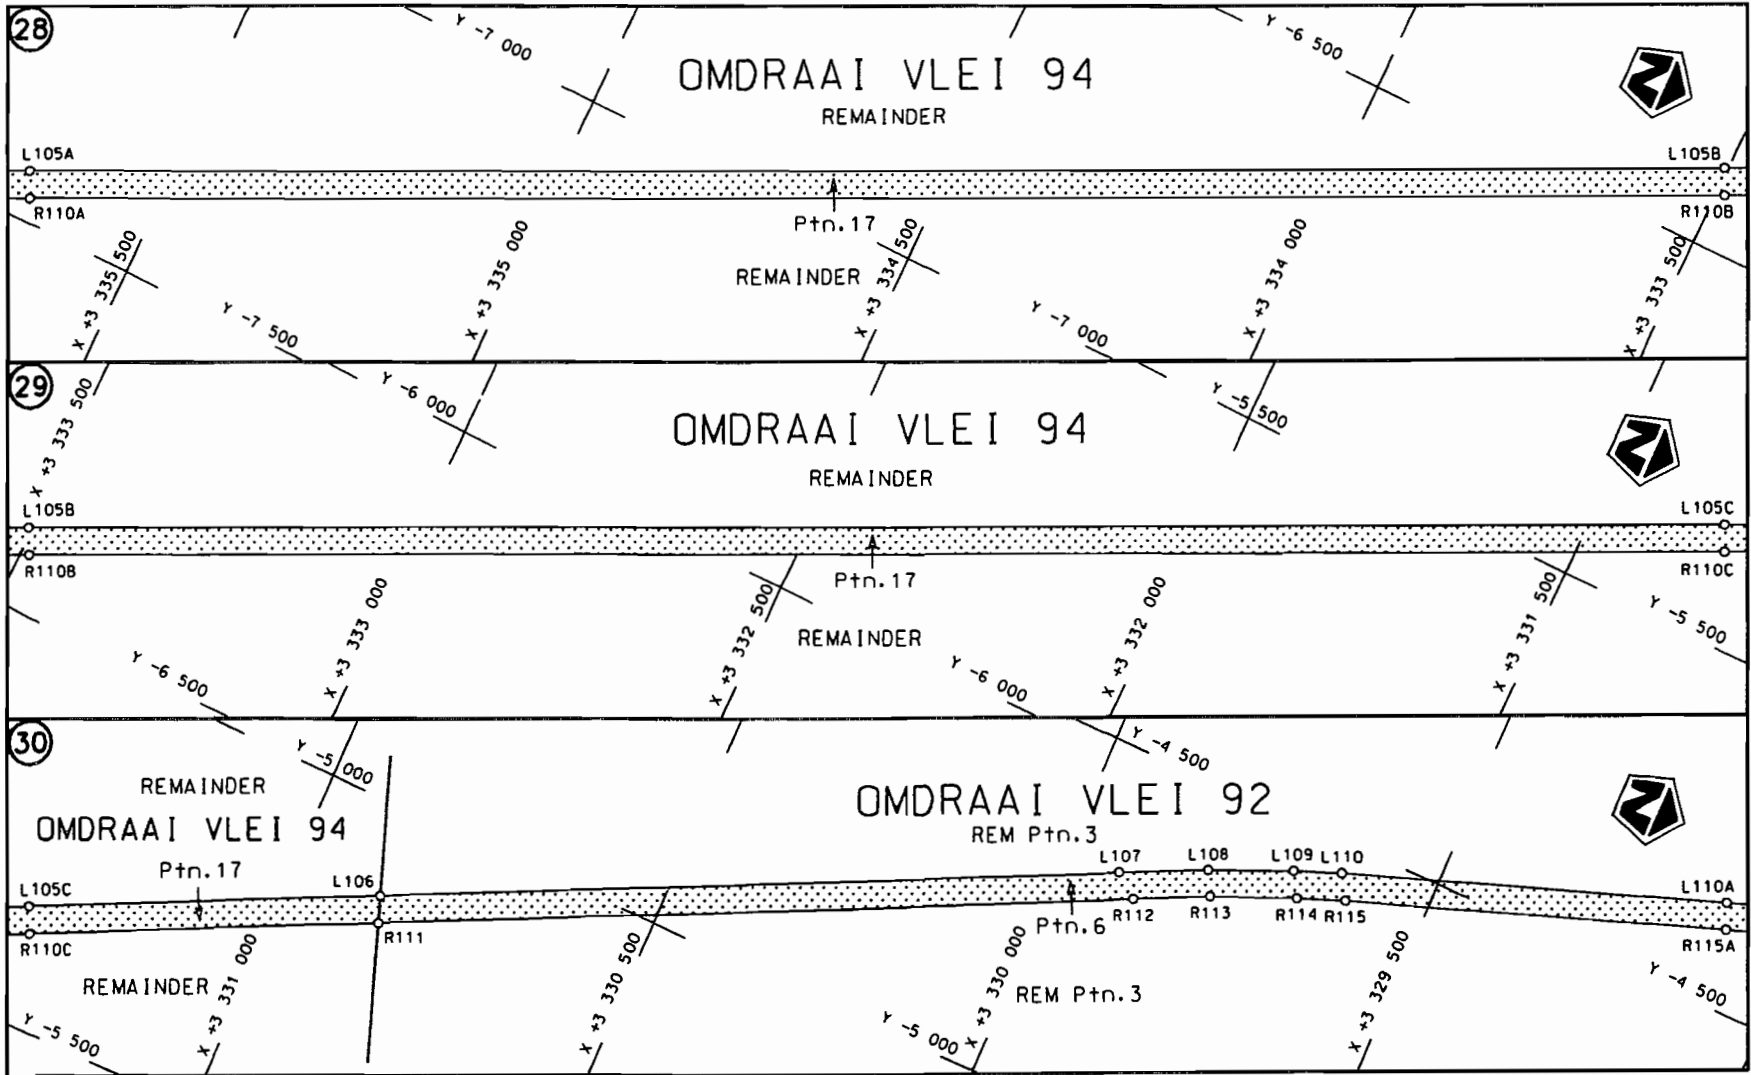 28
Y -7 000
Y -6 500
OMDRAAI VLEI 94
REMAINDER
N
L105A
L105B
R110A
R110B
Ptn.17
REMAINDER
X +3 335 500
X +3 335 000
X +3 334 500
X +3 334 000
X +3 333 500
Y -7 500
Y -7 000
29
X +3 333 500
Y -6 000
Y -5 500
OMDRAAI VLEI 94
REMAINDER
N
L105B
L105C
R110B
R110C
Ptn.17
REMAINDER
X +3 333 000
X +3 332 500
X +3 332 000
X +3 331 500
Y -6 500
Y -6 000
Y -5 500
30
Y -5 000
Y -4 500
REMAINDER
OMDRAAI VLEI 94
Ptn.17
OMDRAAI VLEI 92
REM Ptn.3
N
L105C
L106
L107
L108
L109
L110
L110A
R110C
R111
R112
R113
R114
R115
R115A
Ptn.6
REMAINDER
REM Ptn.3
X +3 331 000
X +3 330 500
X +3 330 000
X +3 329 500
Y -5 500
Y -5 000
Y -4 500